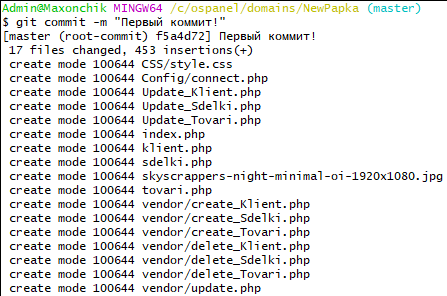 Admin@Maxonchik MINGW64 /c/ospanel/domains/NewPapka (master)
$ git commit -m "Первый коммит!"
[master (root-commit) f5a4d72] Первый коммит!
 17 files changed, 453 insertions(+)
 create mode 100644 CSS/style.css
 create mode 100644 Config/connect.php
 create mode 100644 Update_Klient.php
 create mode 100644 Update_Sdelki.php
 create mode 100644 Update_Tovari.php
 create mode 100644 index.php
 create mode 100644 klient.php
 create mode 100644 sdelki.php
 create mode 100644 skyscrappers-night-minimal-oi-1920x1080.jpg
 create mode 100644 tovari.php
 create mode 100644 vendor/create_Klient.php
 create mode 100644 vendor/create_Sdelki.php
 create mode 100644 vendor/create_Tovari.php
 create mode 100644 vendor/delete_Klient.php
 create mode 100644 vendor/delete_Sdelki.php
 create mode 100644 vendor/delete_Tovari.php
 create mode 100644 vendor/update.php